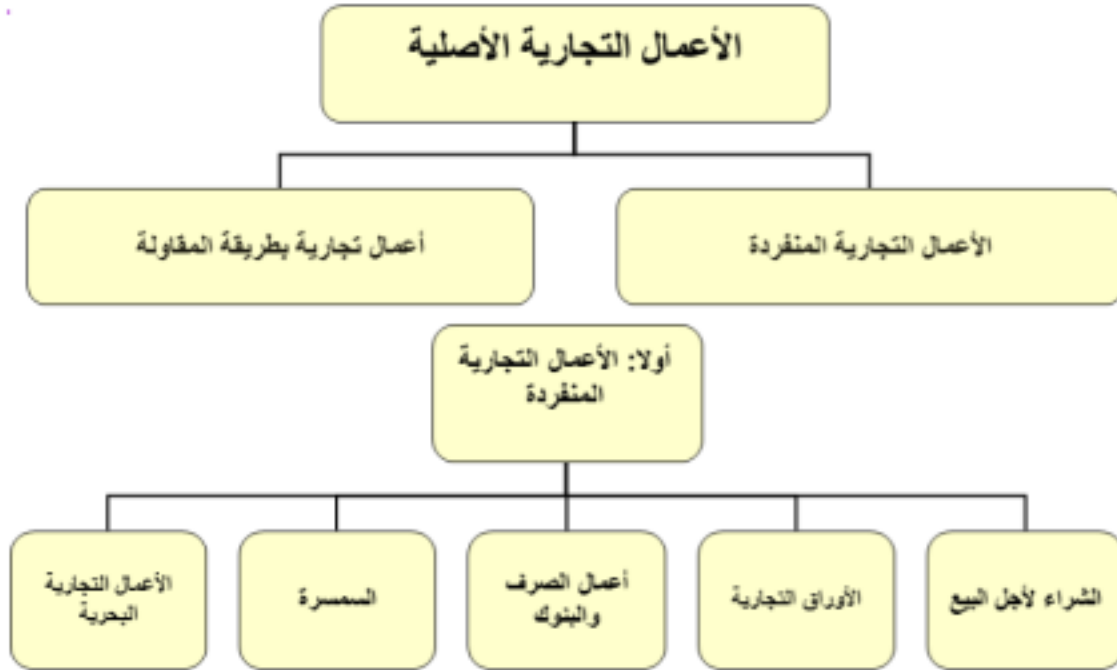 الأعمال التجارية الأصلية
الأعمال التجارية المنفردة
أعمال تجارية بطريقة المقاولة
أولا: الأعمال التجارية
المنفردة
الشراء لأجل البيع
الأوراق التجارية
أعمال الصرف
والبنوك
السمسرة
الأعمال التجارية
البحرية